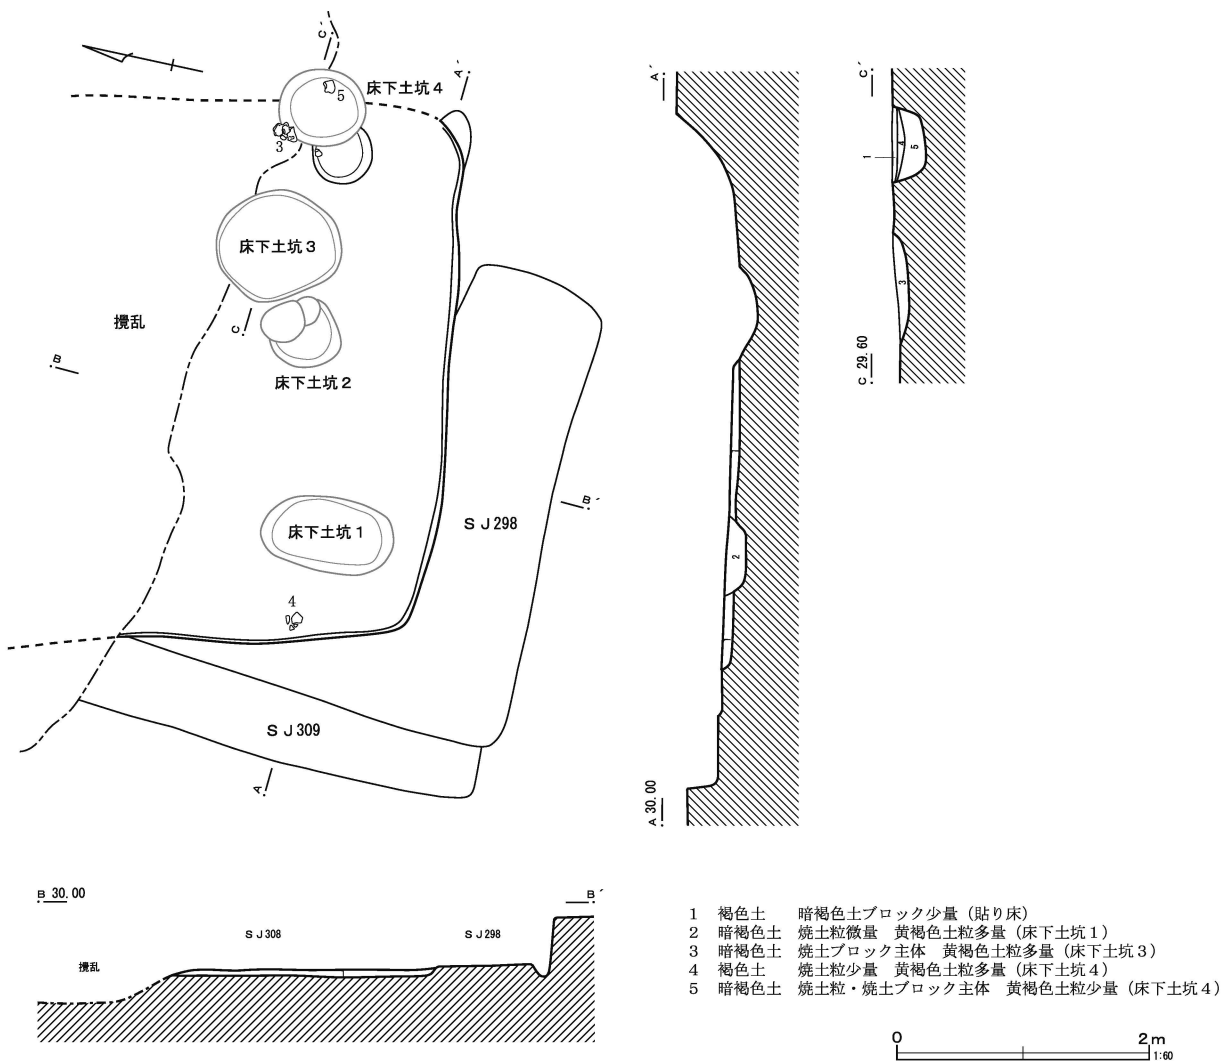 C´
A´
床下土坑４
5
3
床下土坑３
攪乱
C
B
床下土坑２
床下土坑１
B´
ＳＪ298
4
ＳＪ309
A
A´
2
A 30.00
C´
1
4
5
3
C 29.60
B 30.00
B´
ＳＪ308
ＳＪ298
攪乱
1　褐色土　　暗褐色土ブロック少量（貼り床）
2　暗褐色土　焼土粒微量　黄褐色土粒多量（床下土坑１）
3　暗褐色土　焼土ブロック主体　黄褐色土粒多量（床下土坑３）
4　褐色土　　焼土粒少量　黄褐色土粒多量（床下土坑４）
5　暗褐色土　焼土粒・焼土ブロック主体　黄褐色土粒少量（床下土坑４）
0　2m
1:60